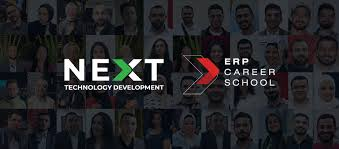 NEXT
TECHNOLOGY DEVELOPMENT
ERP
CAREER
SCHOOL